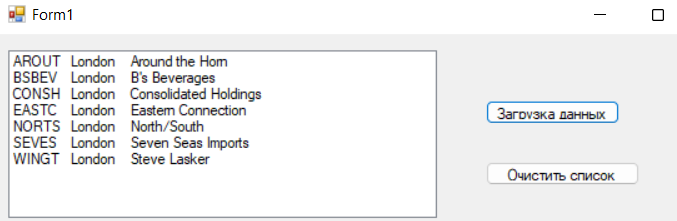 Form1
AROUT London Around the Horn
BSBEV London B's Beverages
CONSH London Consolidated Holdings
EASTC London Eastern Connection
NORTS London North/South
SEVES London Seven Seas Imports
WINGT London Steve Lasker
Загрузка данных
Очистить список